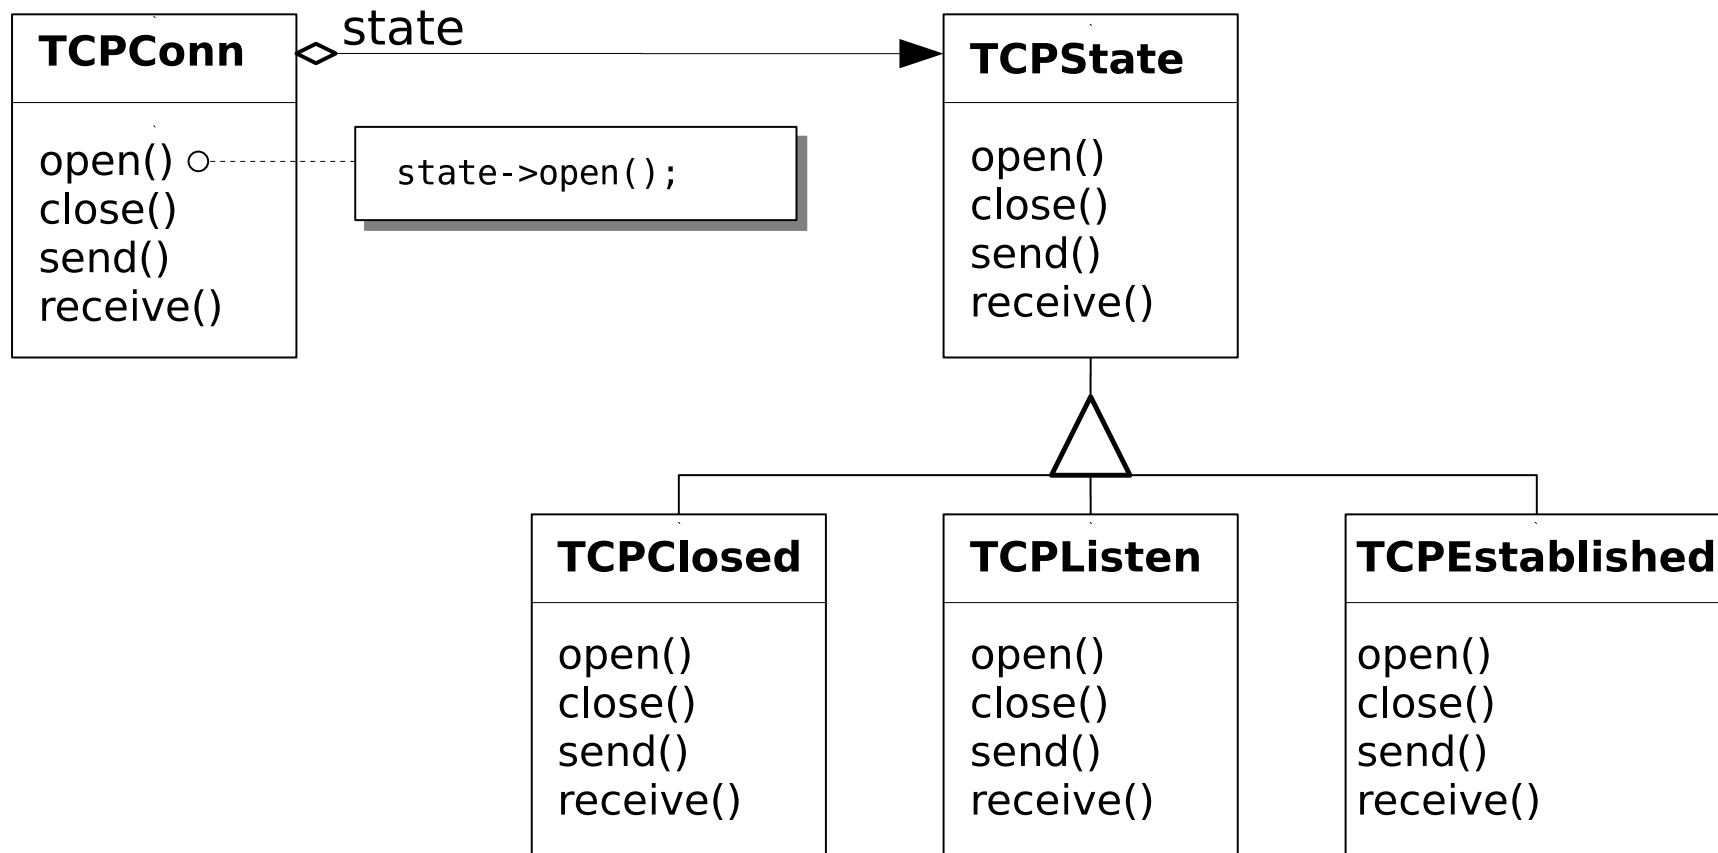 state
TCPConn
open()
close()
send()
receive()
state->open();
TCPState
open()
close()
send()
receive()
TCPClosed
open()
close()
send()
receive()
TCPListen
open()
close()
send()
receive()
TCPEstablished
open()
close()
send()
receive()